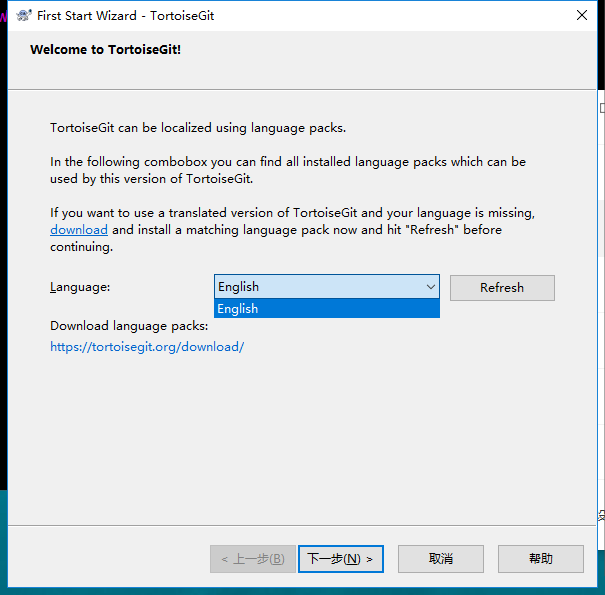 First Start Wizard - TortoiseGit
Welcome to TortoiseGit!
TortoiseGit can be localized using language packs.
In the following combobox you can find all installed language packs which can be
used by this version of TortoiseGit.
If you want to use a translated version of TortoiseGit and your language is missing,
download and install a matching language pack now and hit "Refresh" before
continuing.
Language:
English
Refresh
English
Download language packs:
https://tortoisegit.org/download/
< 上一步(B)
下一步(N) >
取消
帮助